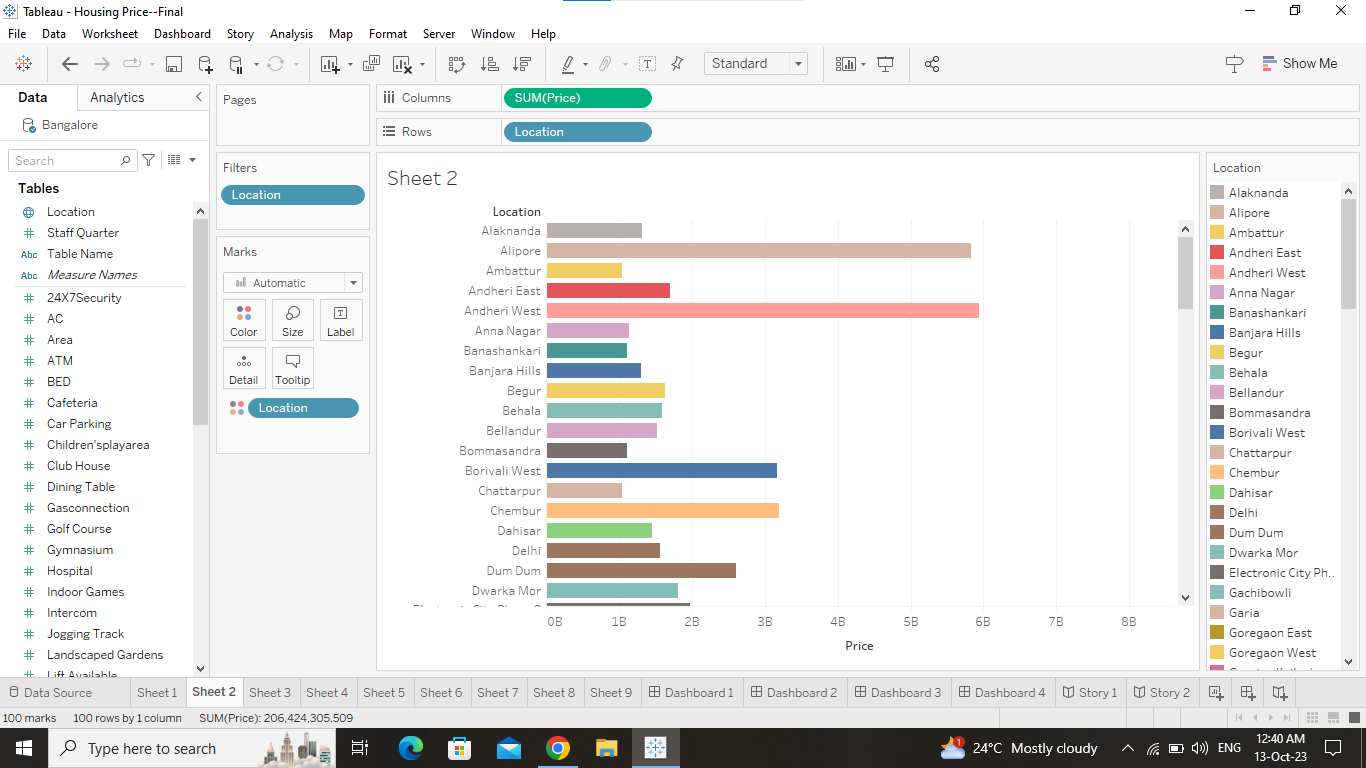 Tableau - Housing Price--Final
File Data Worksheet Dashboard Story Analysis Map Format Server Window Help
Standard
Show Me
Data Analytics
Bangalore
Search
Tables
Location
Staff Quarter
Abc Table Name
Abc Measure Names
24X7Security
AC
Area
ATM
BED
Cafeteria
Car Parking
Children'splayarea
Club House
Dining Table
Gasconnection
Golf Course
Gymnasium
Hospital
Indoor Games
Intercom
Jogging Track
Landscaped Gardens
Lift Available
Pages
Filters
Location
Marks
Automatic
Color Size Label
Detail Tooltip
Location
Columns SUM(Price)
Rows Location
Sheet 2
Location
Alaknanda
Alipore
Ambattur
Andheri East
Andheri West
Anna Nagar
Banashankari
Banjara Hills
Begur
Behala
Bellandur
Bommasandra
Borivali West
Chattarpur
Chembur
Dahisar
Delhi
Dum Dum
Dwarka Mor
0B 1B 2B 3B 4B 5B 6B 7B 8B
Price
Location
Alaknanda
Alipore
Ambattur
Andheri East
Andheri West
Anna Nagar
Banashankari
Banjara Hills
Begur
Behala
Bellandur
Bommasandra
Borivali West
Chattarpur
Chembur
Dahisar
Delhi
Dum Dum
Dwarka Mor
Electronic City Ph..
Gachibowli
Garia
Goregaon East
Goregaon West
Data Source Sheet 1 Sheet 2 Sheet 3 Sheet 4 Sheet 5 Sheet 6 Sheet 7 Sheet 8 Sheet 9 Dashboard 1 Dashboard 2 Dashboard 3 Dashboard 4 Story 1 Story 2
100 marks 100 rows by 1 column SUM(Price): 206,424,305,509
Type here to search
1
24°C Mostly cloudy
ENG
12:40 AM
13-Oct-23